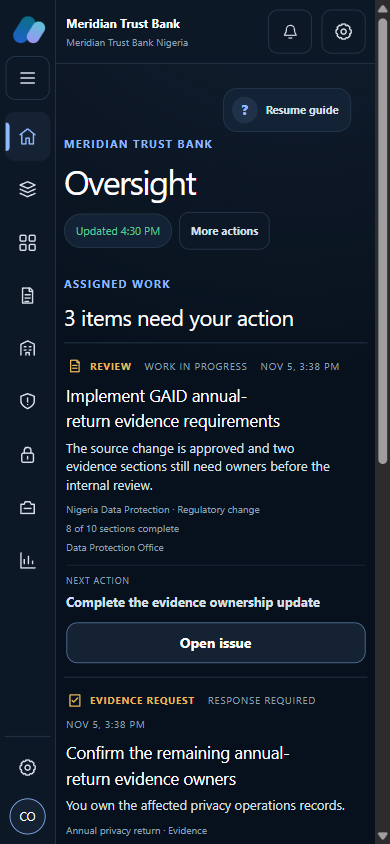 Meridian Trust Bank
Meridian Trust Bank Nigeria
? Resume guide
MERIDIAN TRUST BANK
Oversight
Updated 4:30 PM
More actions
ASSIGNED WORK
3 items need your action
REVIEW WORK IN PROGRESS NOV 5, 3:38 PM
Implement GAID annual-
return evidence requirements
The source change is approved and two
evidence sections still need owners before the
internal review.
Nigeria Data Protection · Regulatory change
8 of 10 sections complete
Data Protection Office
NEXT ACTION
Complete the evidence ownership update
Open issue
EVIDENCE REQUEST RESPONSE REQUIRED
NOV 5, 3:38 PM
Confirm the remaining annual-
return evidence owners
You own the affected privacy operations records.
Annual privacy return · Evidence
CO